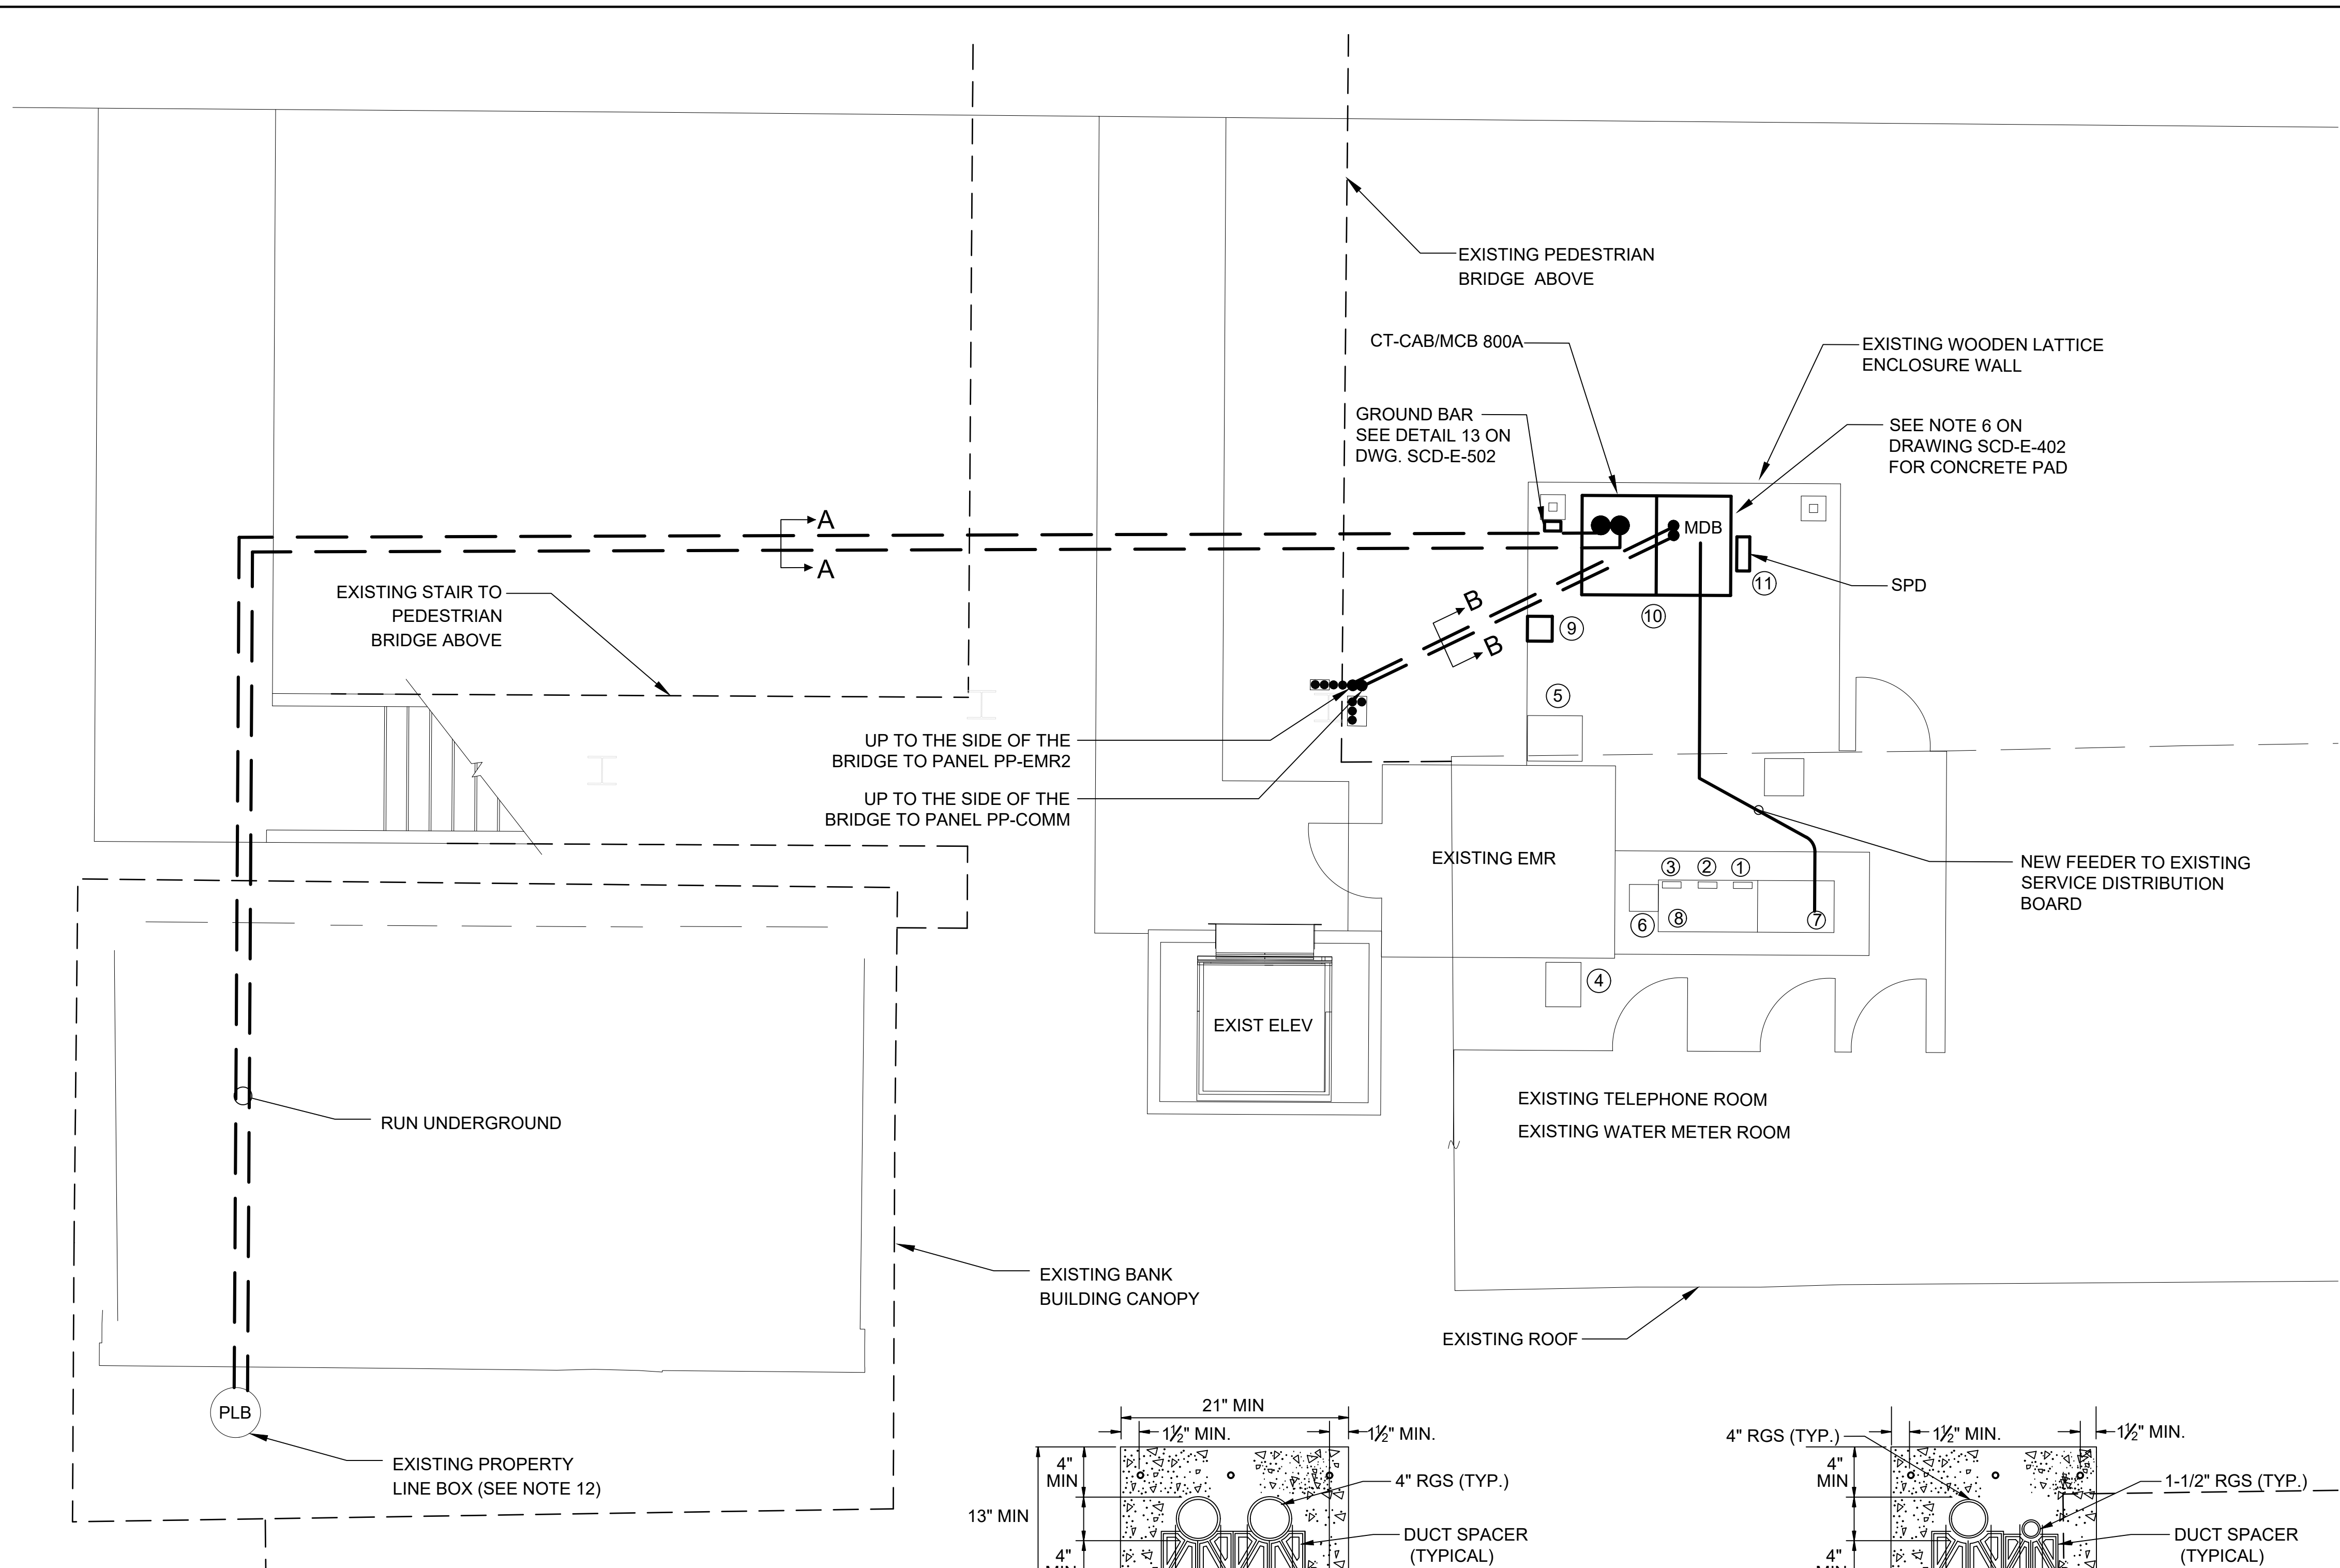 EXISTING PEDESTRIAN
BRIDGE ABOVE
CT-CAB/MCB 800A
EXISTING WOODEN LATTICE
ENCLOSURE WALL
GROUND BAR
SEE DETAIL 13 ON
DWG. SCD-E-502
SEE NOTE 6 ON
DRAWING SCD-E-402
FOR CONCRETE PAD
A
A
MDB
11
SPD
10
9
B
B
EXISTING STAIR TO
PEDESTRIAN
BRIDGE ABOVE
5
UP TO THE SIDE OF THE
BRIDGE TO PANEL PP-EMR2
UP TO THE SIDE OF THE
BRIDGE TO PANEL PP-COMM
EXISTING EMR
3
2
1
6
8
7
NEW FEEDER TO EXISTING
SERVICE DISTRIBUTION
BOARD
4
EXIST ELEV
RUN UNDERGROUND
EXISTING TELEPHONE ROOM
EXISTING WATER METER ROOM
EXISTING BANK
BUILDING CANOPY
EXISTING ROOF
PLB
EXISTING PROPERTY
LINE BOX (SEE NOTE 12)
21" MIN
1½" MIN.
1½" MIN.
4"
MIN
13" MIN
4" RGS (TYP.)
DUCT SPACER
(TYPICAL)
4"
MIN
4" RGS (TYP.)
1½" MIN.
1½" MIN.
4"
MIN
1-1/2" RGS (TYP.)
DUCT SPACER
(TYPICAL)
4"
MIN